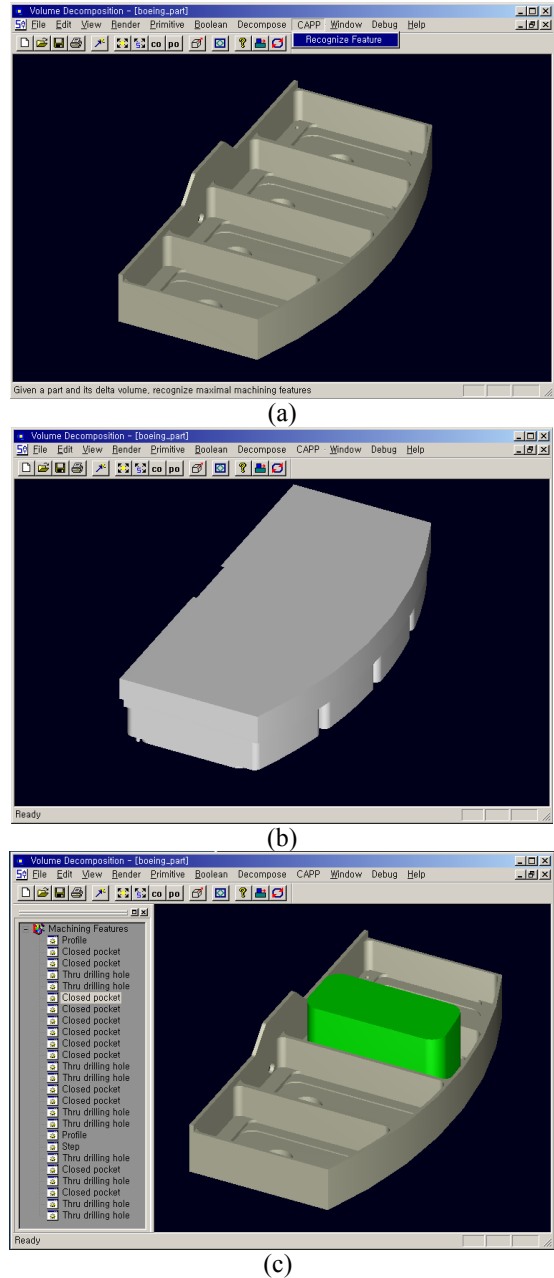 Volume Decomposition - [boeing_part]
File Edit View Render Primitive Boolean Decompose CAPP Window Debug Help
co po
Recognize Feature
Given a part and its delta volume, recognize maximal machining features
(a)
Volume Decomposition - [boeing_part]
File Edit View Render Primitive Boolean Decompose CAPP Window Debug Help
co po
Ready
(b)
Volume Decomposition - [boeing_part]
File Edit View Render Primitive Boolean Decompose CAPP Window Debug Help
co po
Machining Features
Profile
Closed pocket
Closed pocket
Thru drilling hole
Thru drilling hole
Closed pocket
Closed pocket
Closed pocket
Closed pocket
Closed pocket
Closed pocket
Thru drilling hole
Thru drilling hole
Closed pocket
Closed pocket
Thru drilling hole
Thru drilling hole
Profile
Step
Thru drilling hole
Closed pocket
Thru drilling hole
Closed pocket
Thru drilling hole
Thru drilling hole
Ready
(c)